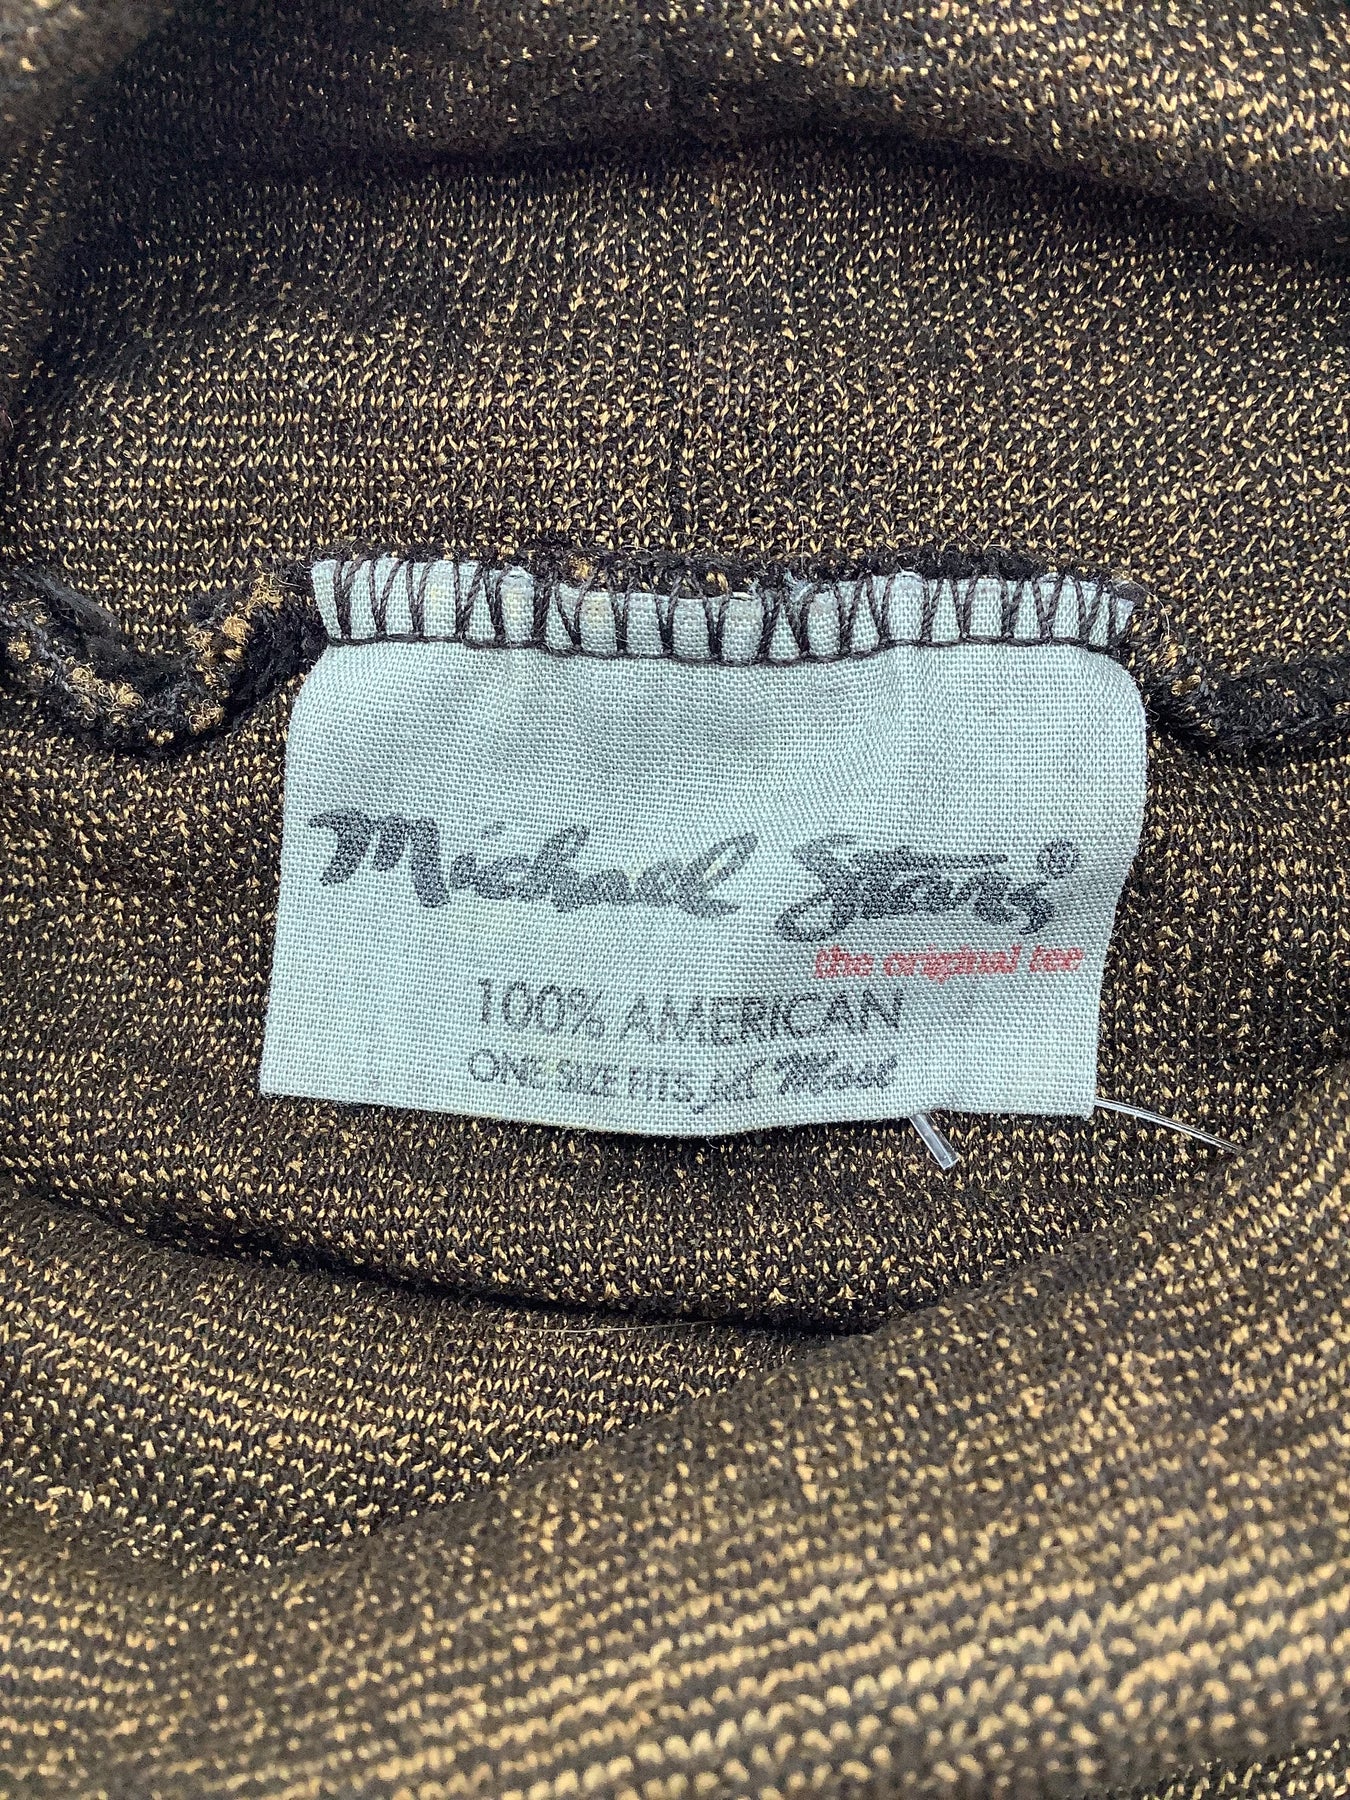 Michael Stars®
the original tee
100% AMERICAN
ONE SIZE FITS All Most